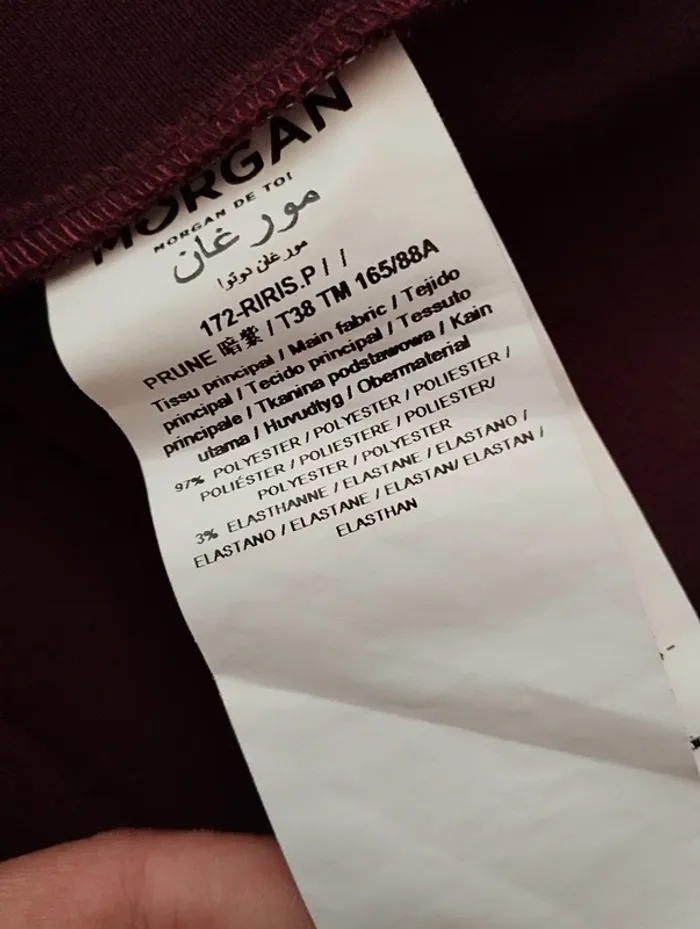 MORGAN
MORGAN DE TOI
مورغان
مورغان دوتوا
172-RIRIS.P / /
PRUNE 暗紫 / T38 TM 165/88A
Tissu principal / Main fabric / Tejido
principal / Tecido principal / Tessuto
principale / Tkanina podstawowa / Kain
utama / Huvudtyg / Obermaterial
97% POLYESTER / POLYESTER / POLIESTER /
POLIÉSTER / POLIESTERE / POLIESTER/
POLYESTER / POLYESTER
3% ELASTHANNE / ELASTANE / ELASTANO /
ELASTANO / ELASTANE / ELASTAN/ ELASTAN /
ELASTHAN